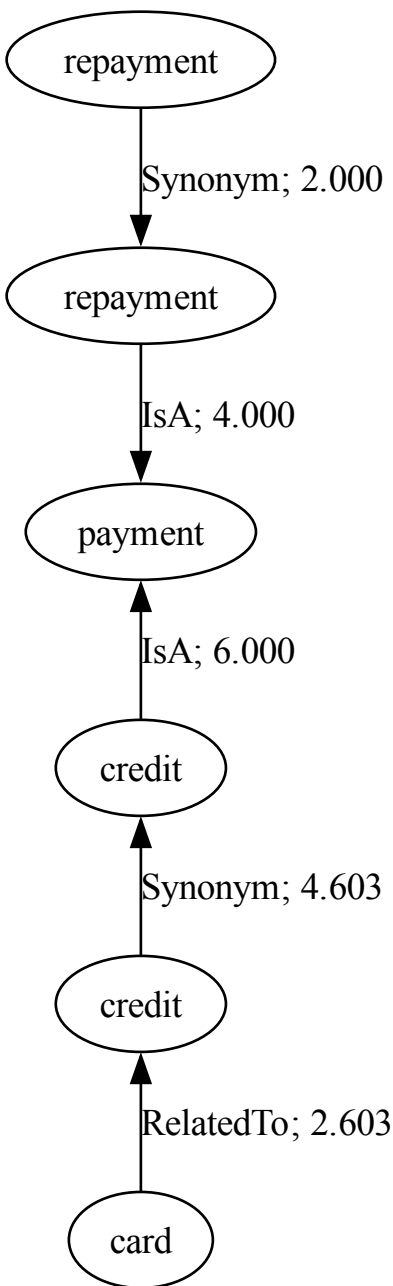 repayment
Synonym; 2.000
repayment
IsA; 4.000
payment
IsA; 6.000
credit
Synonym; 4.603
credit
RelatedTo; 2.603
card